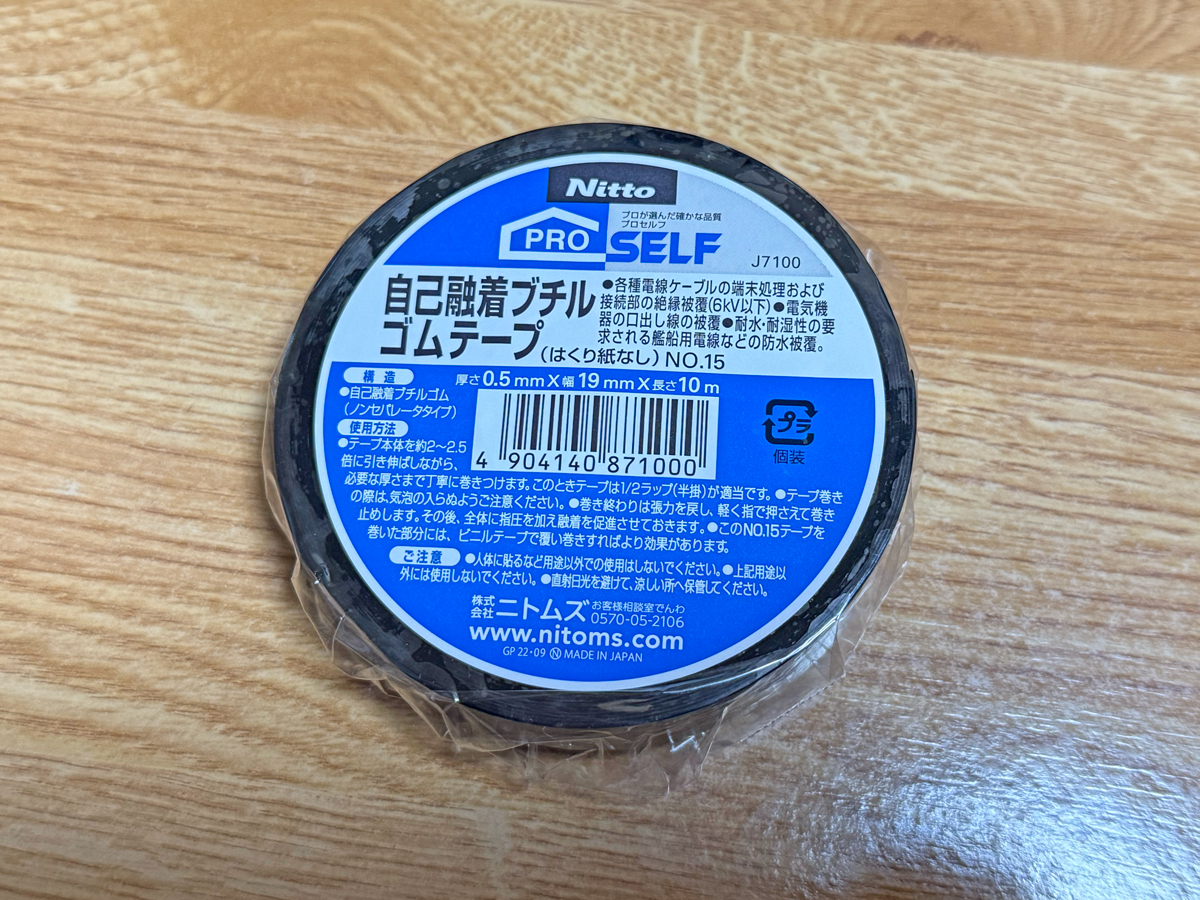 Nitto
プロが選んだ確かな品質
プロセルフ
PRO SELF
J7100
自己融着ブチル
ゴムテープ
(はくり紙なし) NO.15
●各種電線ケーブルの端末処理および
接続部の絶縁被覆(6kV以下)●電気機
器の口出し線の被覆●耐水・耐湿性の要
求される艦船用電線などの防水被覆。
厚さ0.5mm×幅19mm×長さ10m
構造
●自己融着ブチルゴム
(ノンセパレータタイプ)
使用方法
●テープ本体を約2〜2.5
倍に引き伸ばしながら、
必要な厚さまで丁寧に巻きつけます。このときテープは1/2ラップ(半掛)が適当です。●テープ巻き
の際は、気泡の入らぬようご注意ください。●巻き終わりは張力を戻し、軽く指で押さえて巻き
止めします。その後、全体に指圧を加え融着を促進させておきます。●このNO.15テープを
巻いた部分には、ビニルテープで覆い巻きすればより効果があります。
4 904140 871000
プラ
個装
ご注意 ●人体に貼るなど用途以外での使用はしないでください。●上記用途以
外には使用しないでください。●直射日光を避けて、涼しい所へ保管してください。
株式会社ニトムズ お客様相談室でんわ
0570-05-2106
www.nitoms.com
GP 22・09 Ⓝ MADE IN JAPAN